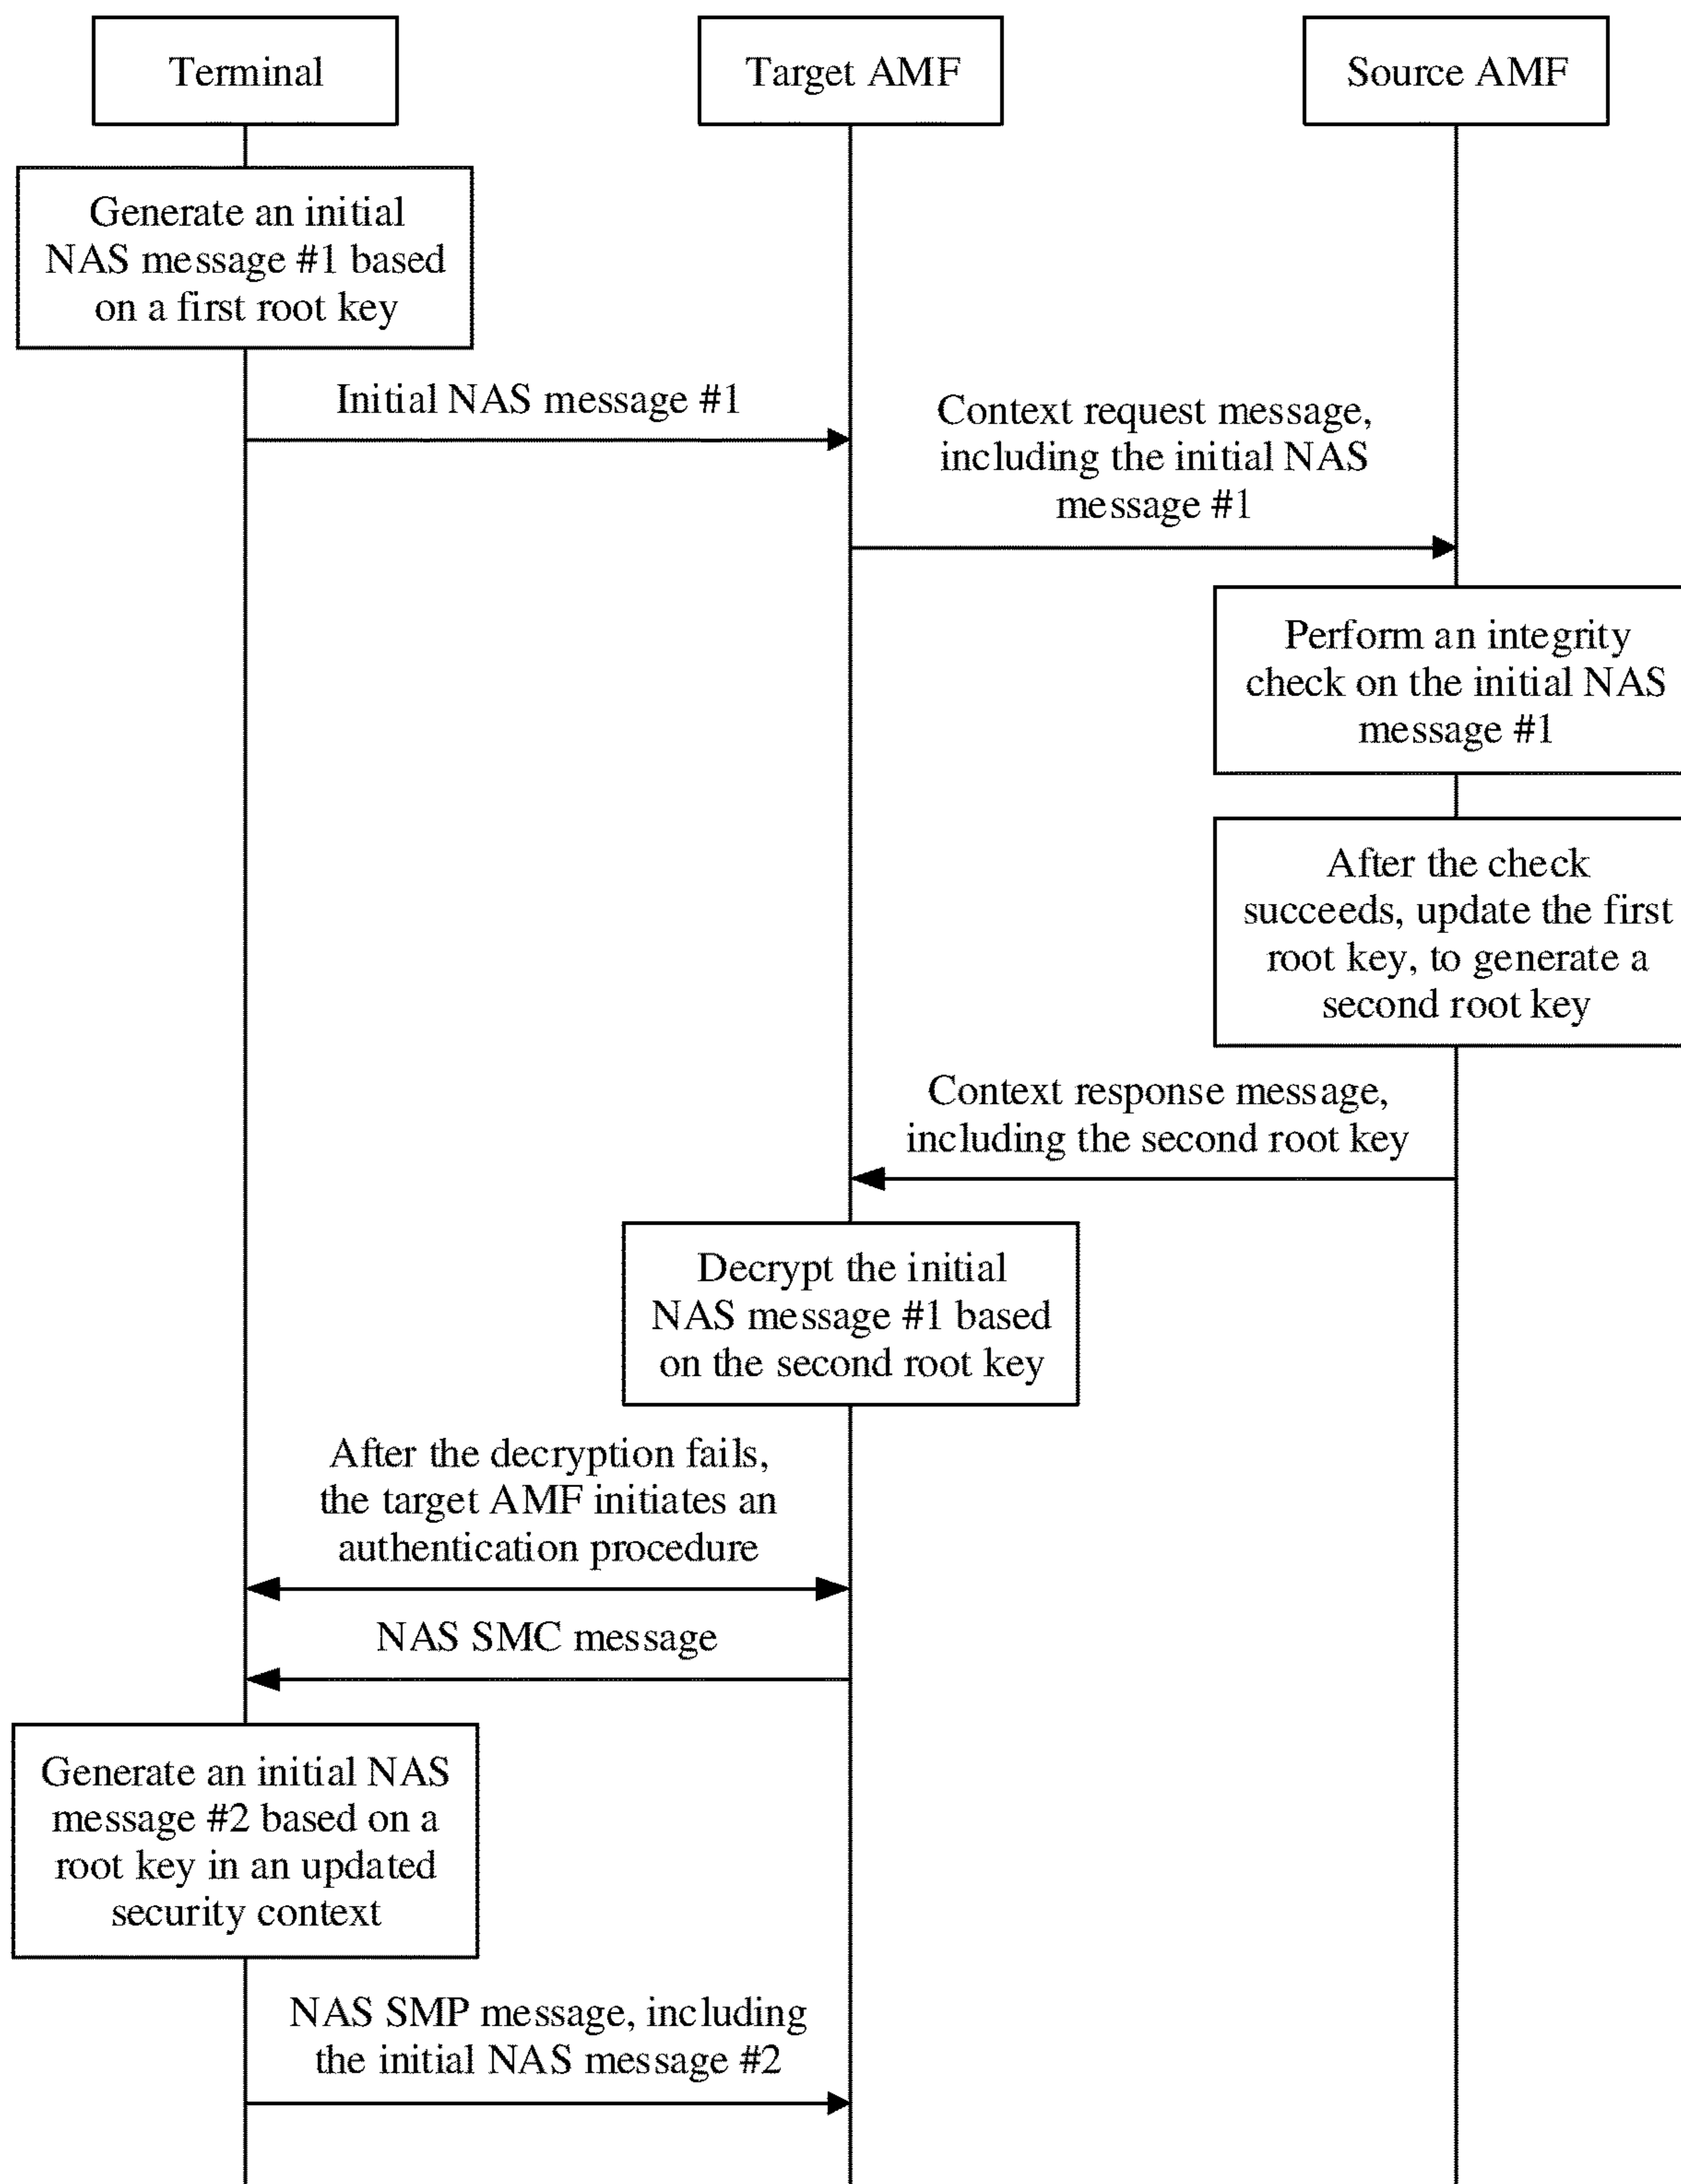 Terminal
Target AMF
Source AMF
Generate an initial
NAS message #1 based
on a first root key
Initial NAS message #1
Context request message,
including the initial NAS
message #1
Perform an integrity
check on the initial NAS
message #1
After the check
succeeds, update the first
root key, to generate a
second root key
Context response message,
including the second root key
Decrypt the initial
NAS message #1 based
on the second root key
After the decryption fails,
the target AMF initiates an
authentication procedure
NAS SMC message
Generate an initial NAS
message #2 based on a
root key in an updated
security context
NAS SMP message, including
the initial NAS message #2